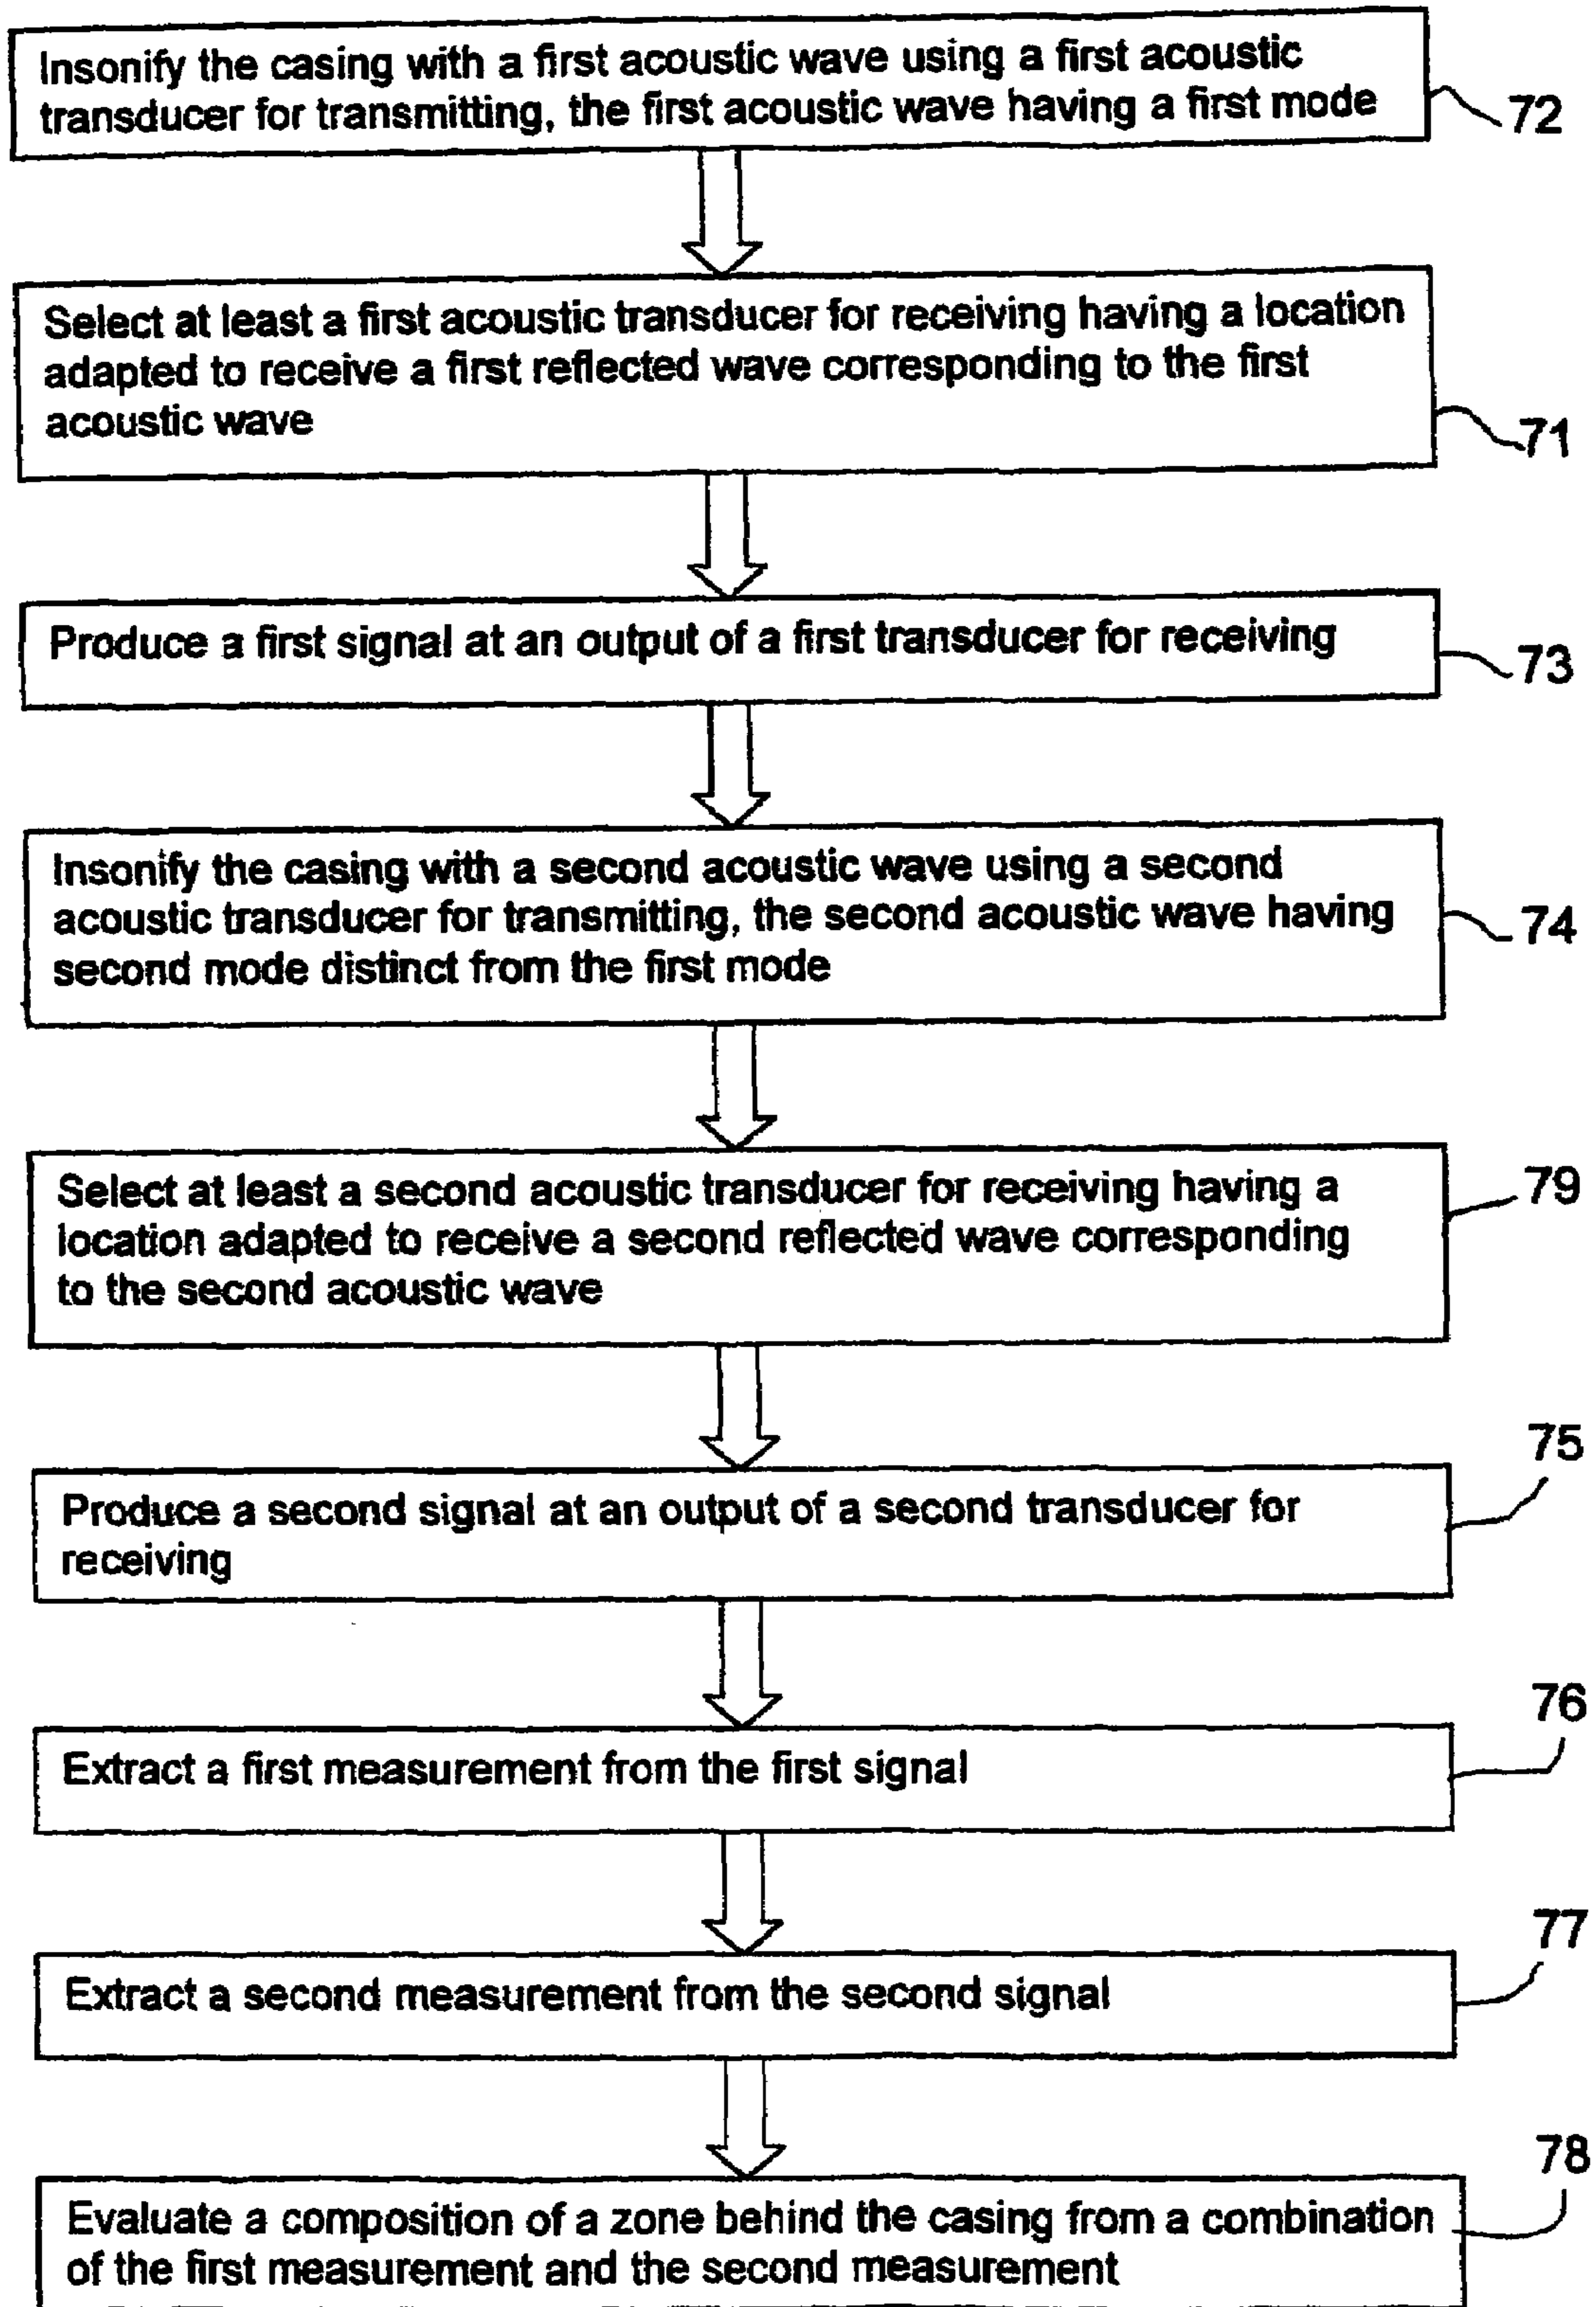 Insonify the casing with a first acoustic wave using a first acoustic
transducer for transmitting, the first acoustic wave having a first mode
72
Select at least a first acoustic transducer for receiving having a location
adapted to receive a first reflected wave corresponding to the first
acoustic wave
71
Produce a first signal at an output of a first transducer for receiving
73
Insonify the casing with a second acoustic wave using a second
acoustic transducer for transmitting, the second acoustic wave having
second mode distinct from the first mode
74
Select at least a second acoustic transducer for receiving having a
location adapted to receive a second reflected wave corresponding
to the second acoustic wave
79
Produce a second signal at an output of a second transducer for
receiving
75
Extract a first measurement from the first signal
76
Extract a second measurement from the second signal
77
Evaluate a composition of a zone behind the casing from a combination
of the first measurement and the second measurement
78